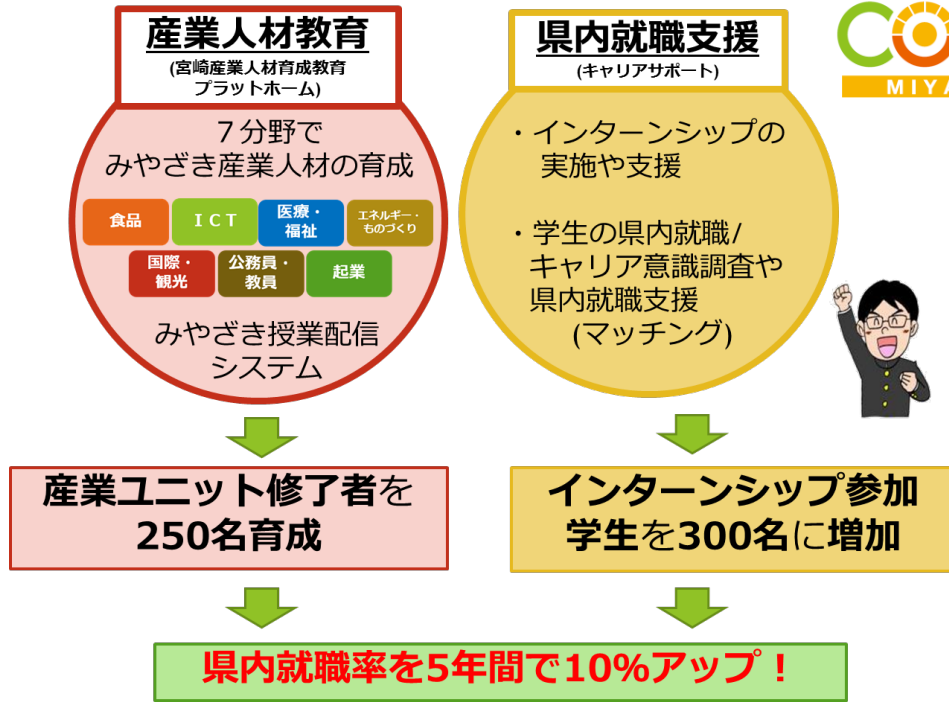 産業人材教育
(宮崎産業人材育成教育
プラットホーム)
７分野で
みやざき産業人材の育成
食品
ＩＣＴ
医療・
福祉
エネルギー・
ものづくり
国際・
観光
公務員・
教員
起業
みやざき授業配信
システム
県内就職支援
(キャリアサポート)
・インターンシップの
実施や支援
・学生の県内就職/
キャリア意識調査や
県内就職支援
(マッチング)
産業ユニット修了者を
250名育成
インターンシップ参加
学生を300名に増加
県内就職率を5年間で10%アップ！